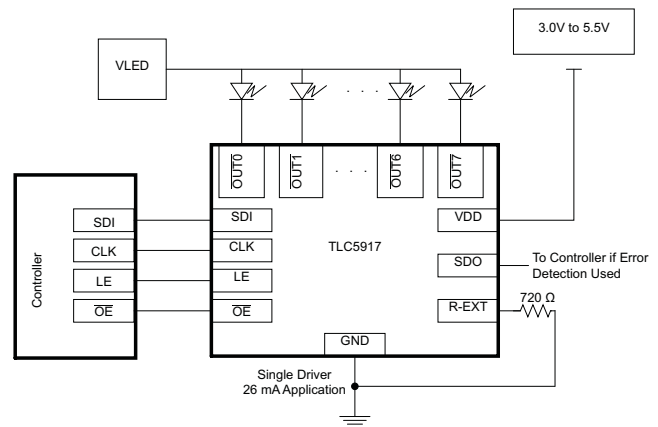 3.0V to 5.5V
VLED
. . .
OUT0
OUT1
OUT6
OUT7
. . .
Controller
SDI
CLK
LE
OE
SDI
CLK
LE
OE
TLC5917
VDD
SDO
R-EXT
GND
To Controller if Error
Detection Used
720 Ω
Single Driver
26 mA Application